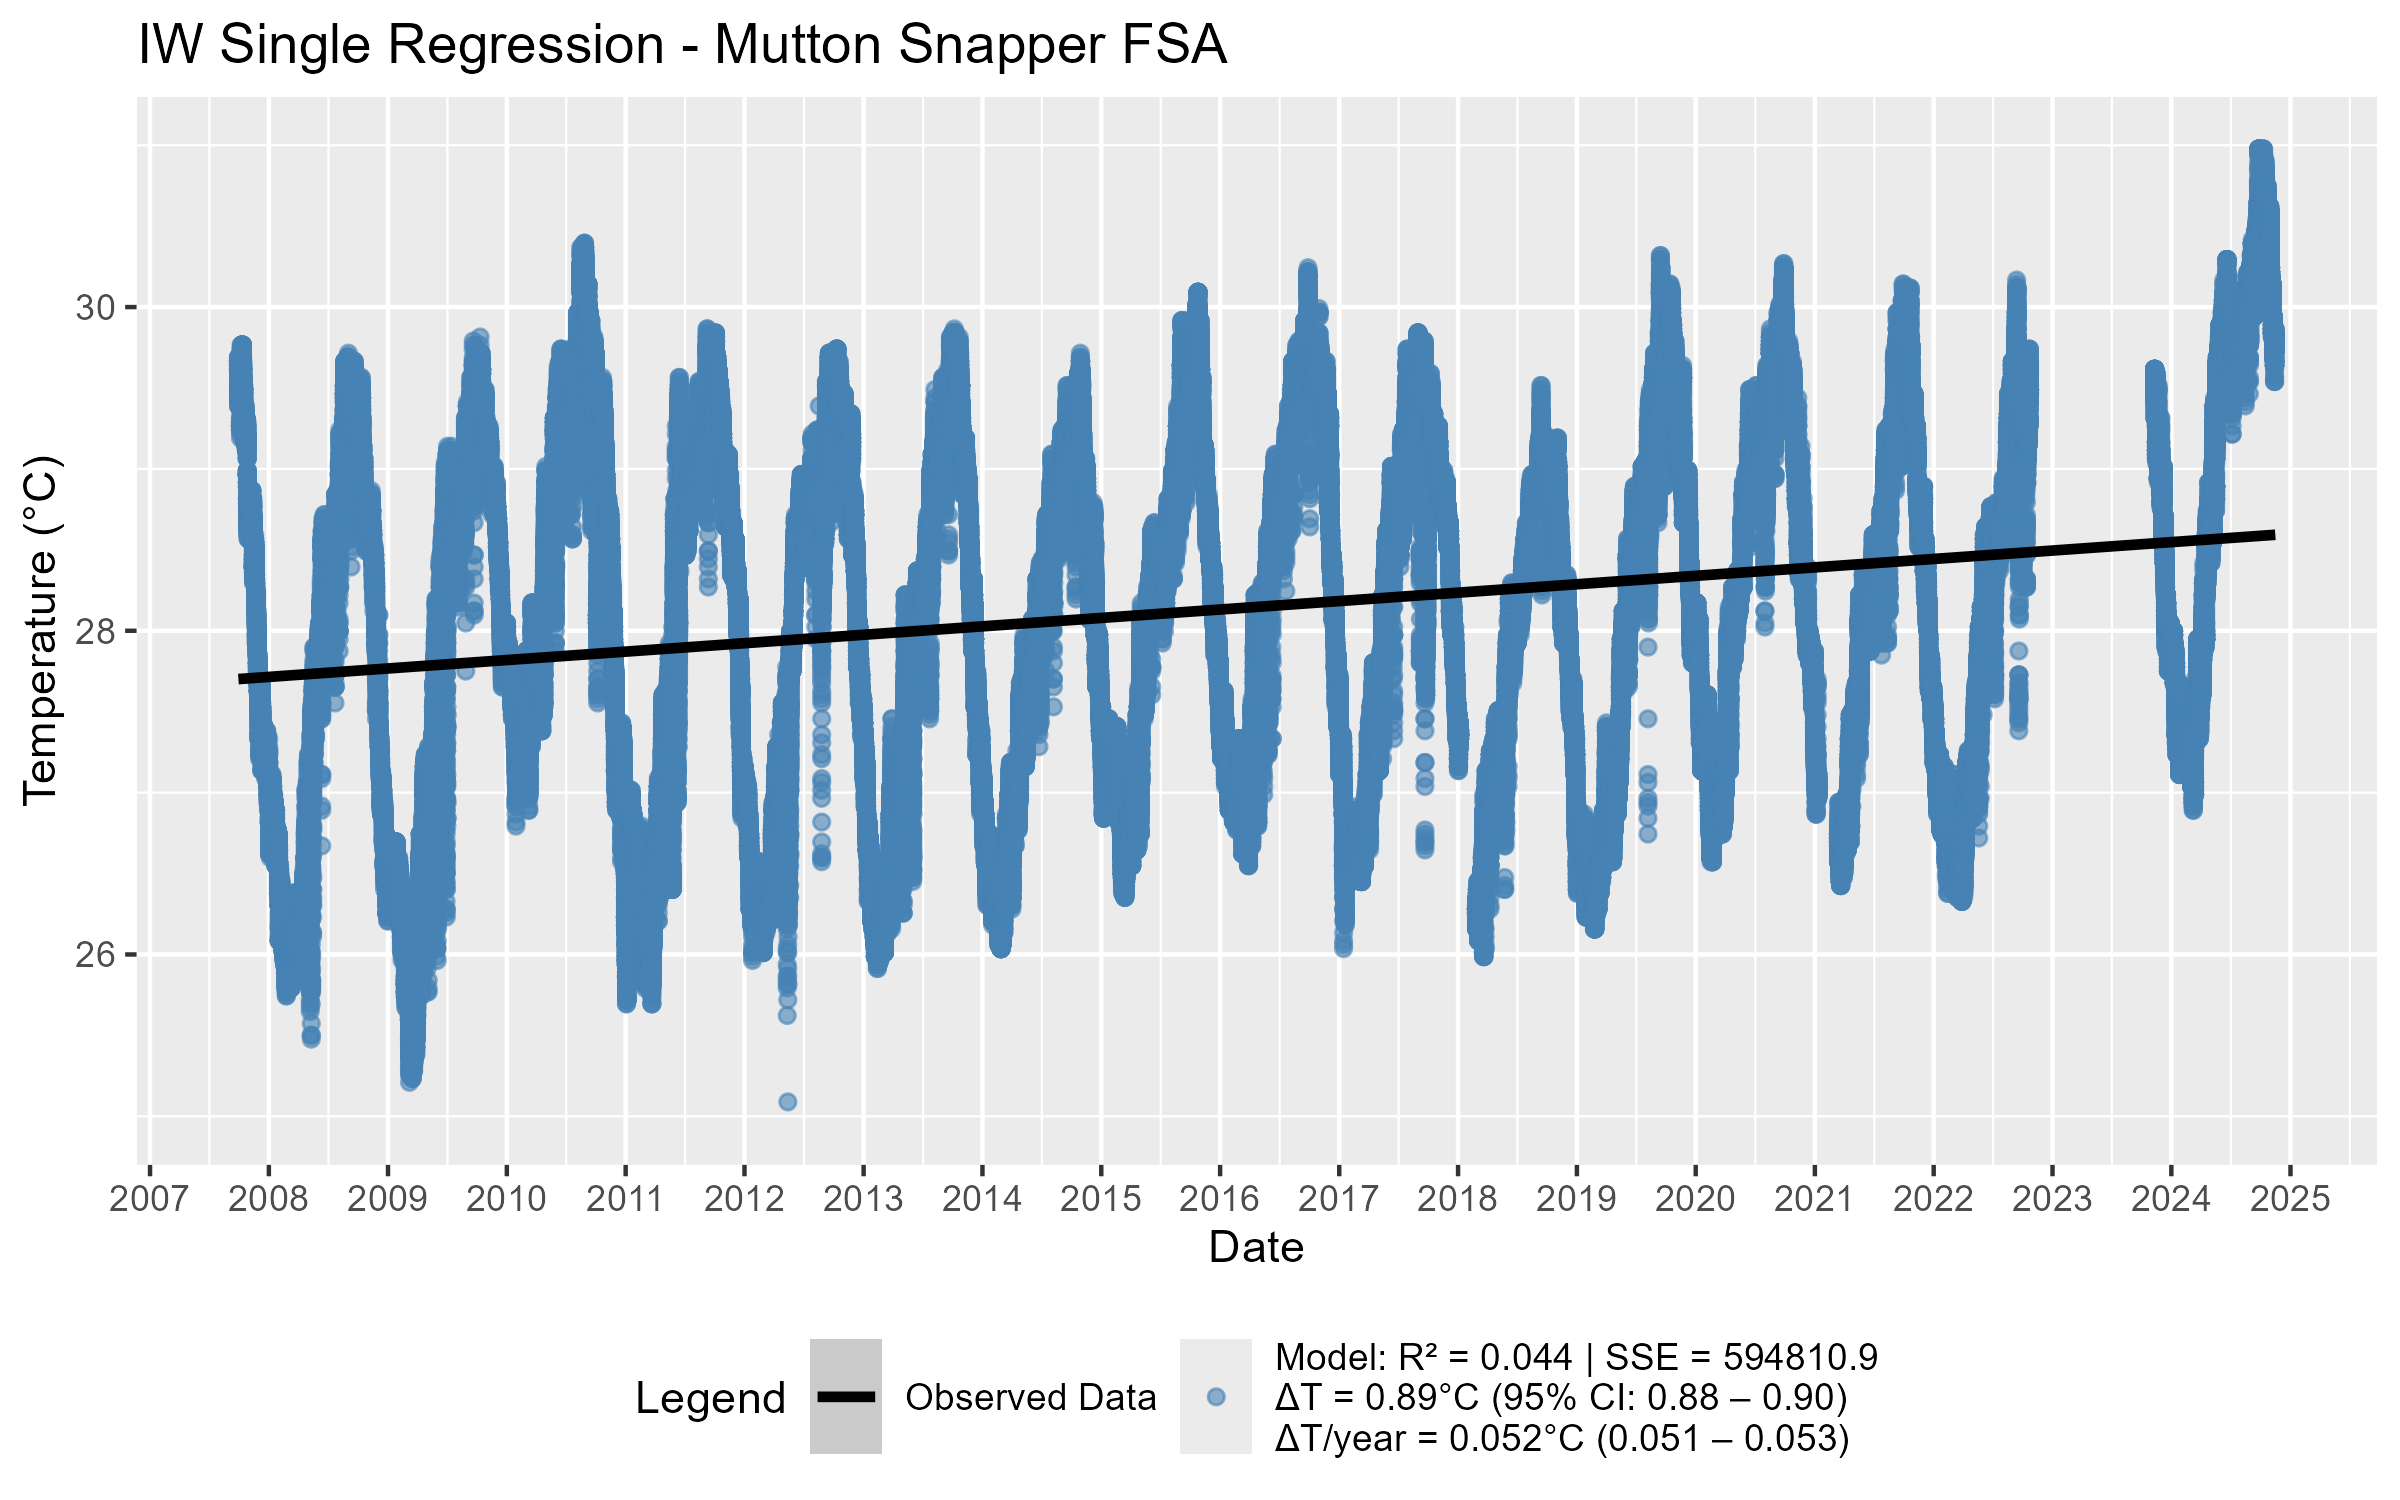 IW Single Regression - Mutton Snapper FSA
Temperature (°C)
30
28
26
2007 2008 2009 2010 2011 2012 2013 2014 2015 2016 2017 2018 2019 2020 2021 2022 2023 2024 2025
Date
Legend
Observed Data
Model: R² = 0.044 | SSE = 594810.9
ΔT = 0.89°C (95% CI: 0.88 – 0.90)
ΔT/year = 0.052°C (0.051 – 0.053)